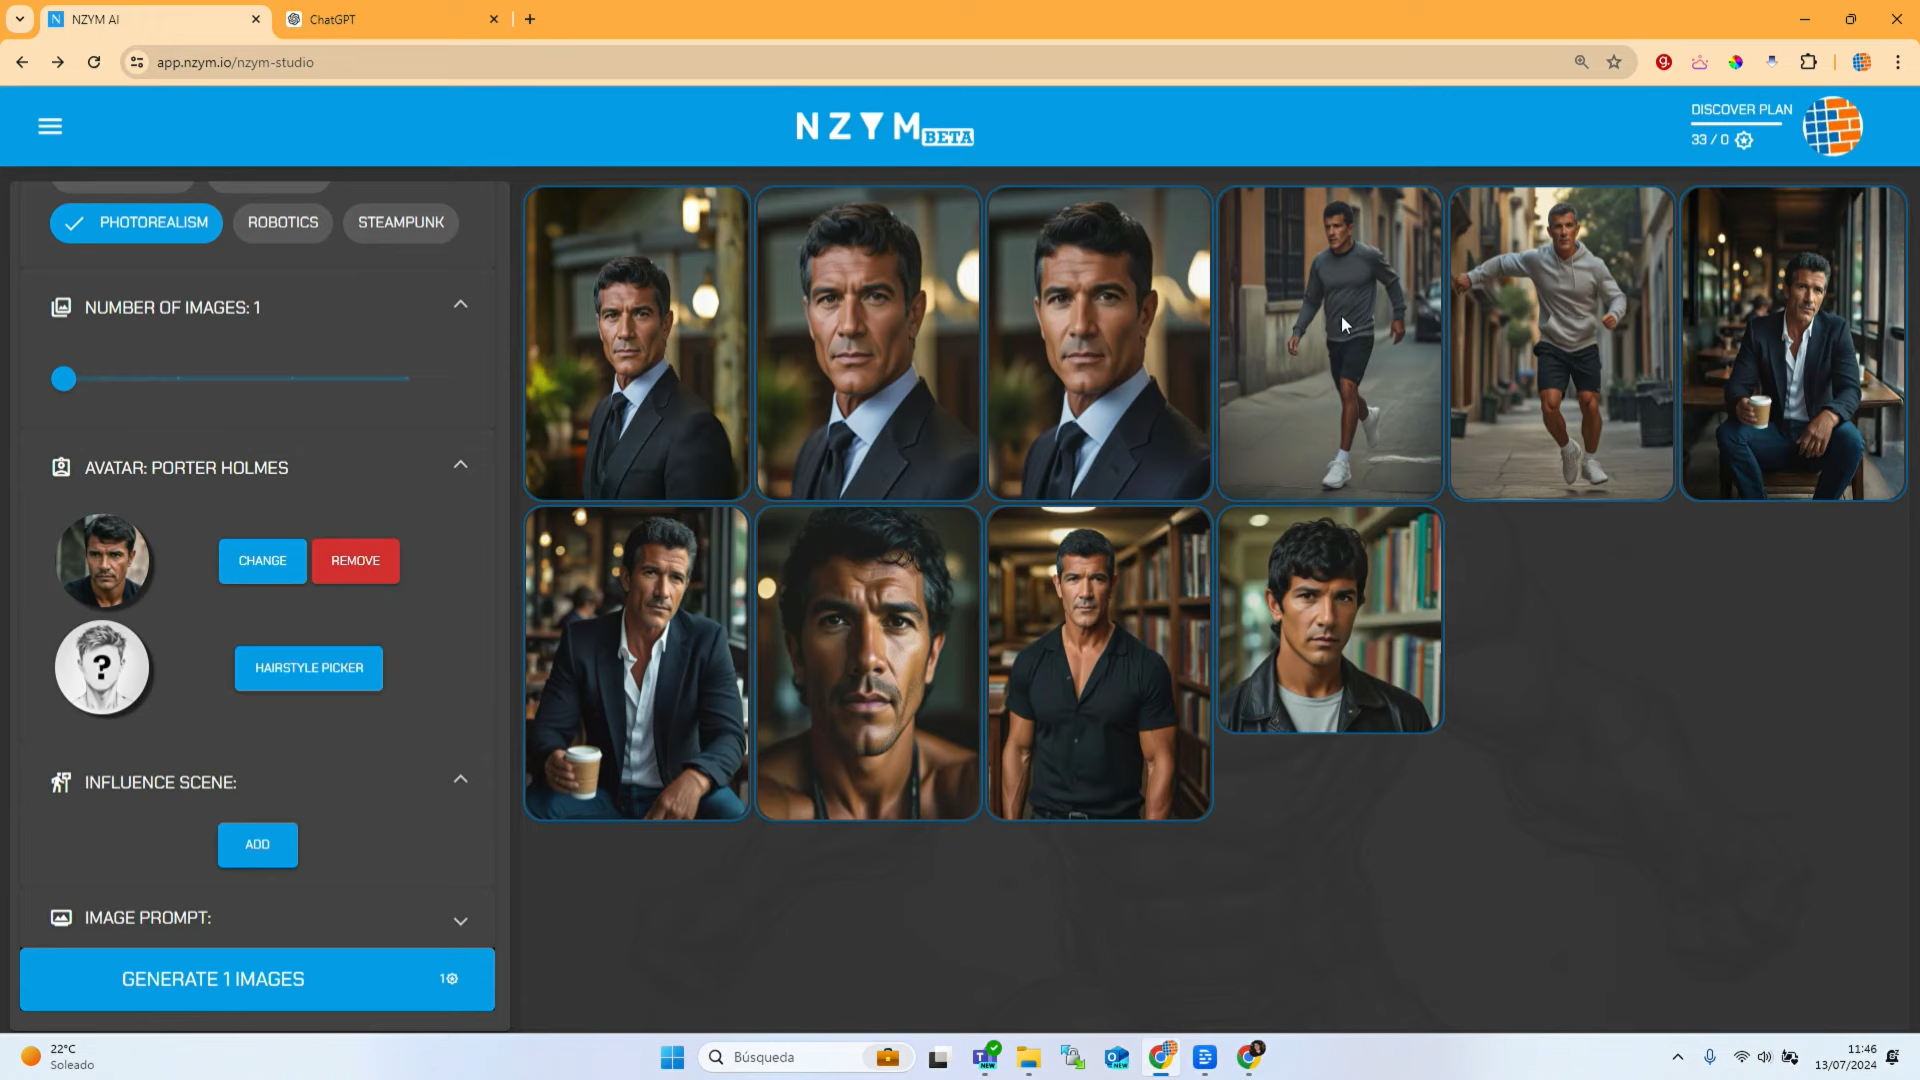 NZYM AI
ChatGPT
app.nzym.io/nzym-studio
NZYM BETA
DISCOVER PLAN
33 / 0
PHOTOREALISM
ROBOTICS
STEAMPUNK
NUMBER OF IMAGES: 1
AVATAR: PORTER HOLMES
CHANGE
REMOVE
?
HAIRSTYLE PICKER
INFLUENCE SCENE:
ADD
IMAGE PROMPT:
GENERATE 1 IMAGES
1
22°C
Soleado
Búsqueda
NEW
NEW
11:46
13/07/2024